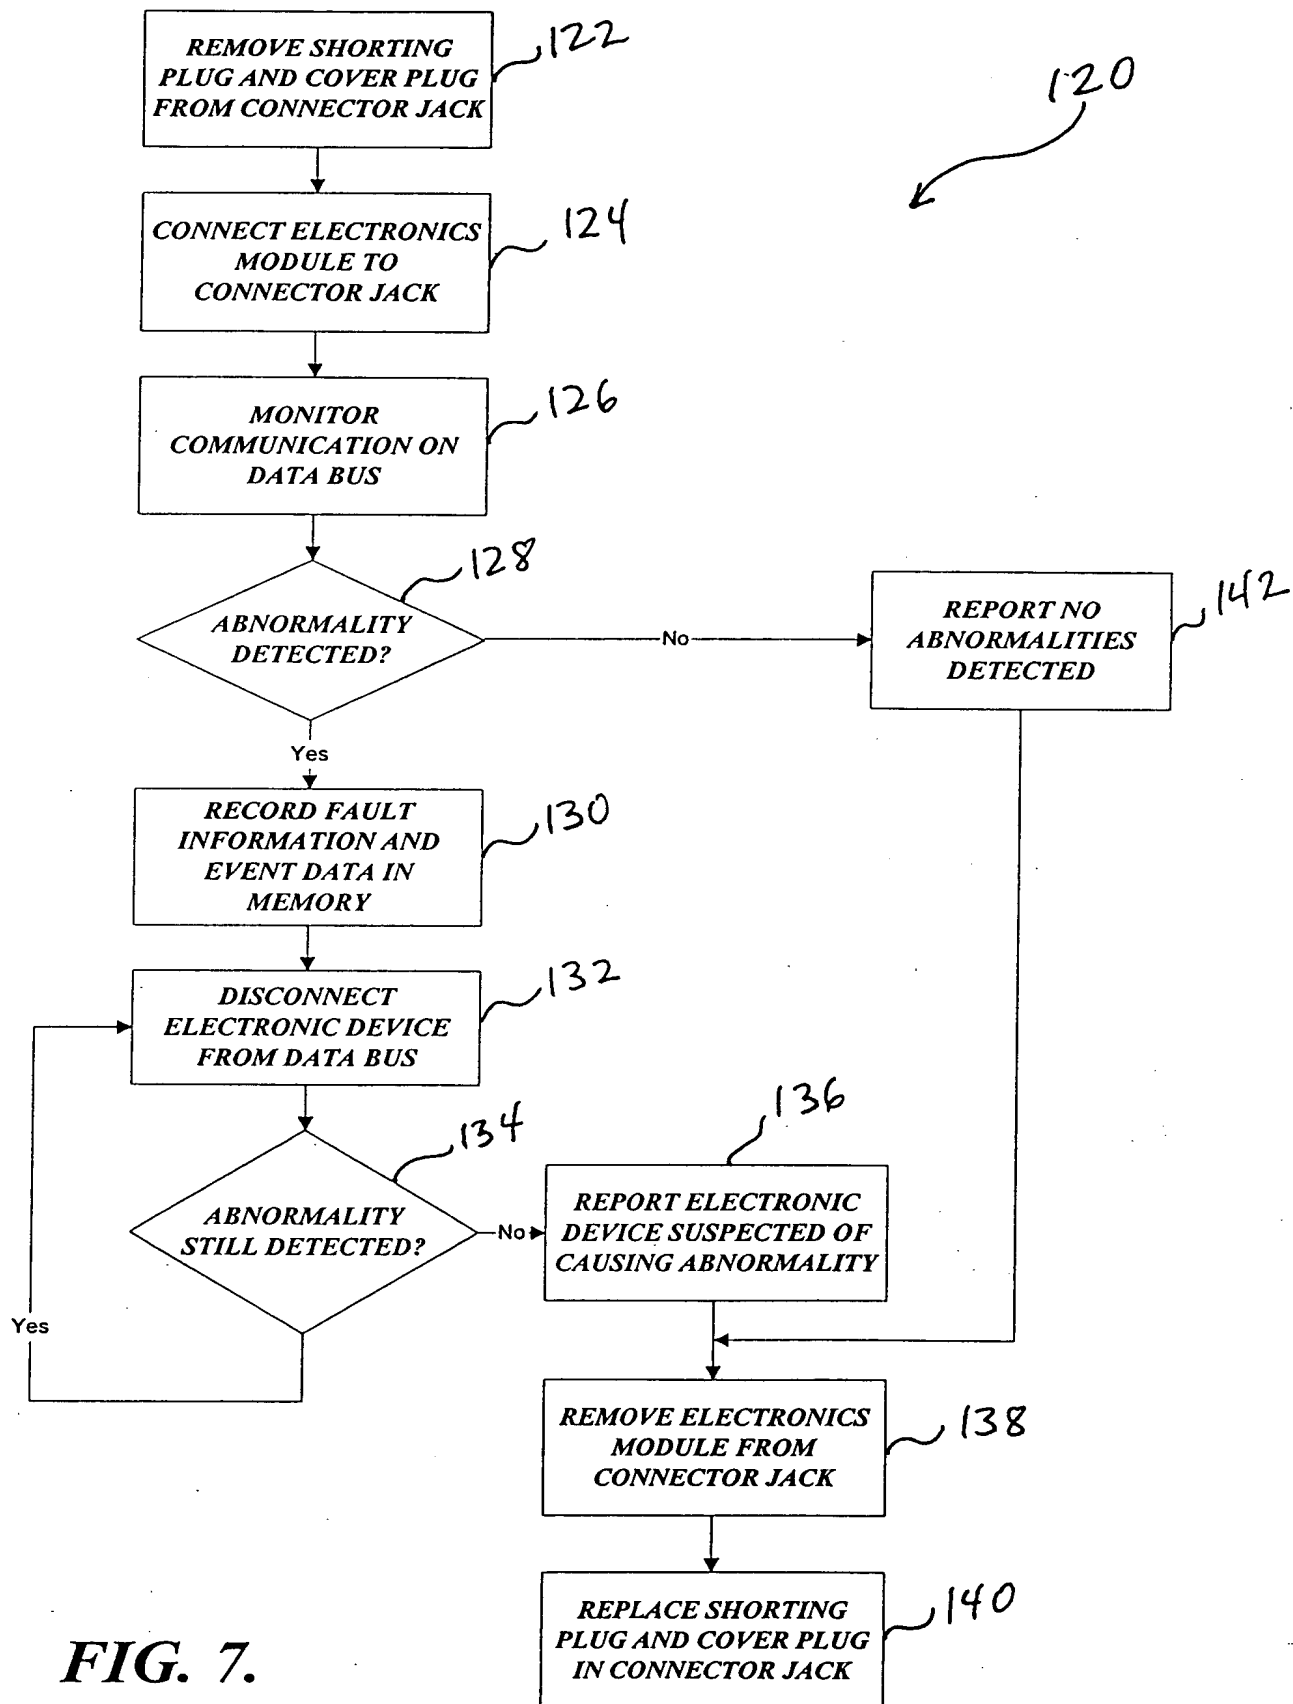 REMOVE SHORTING
PLUG AND COVER PLUG
FROM CONNECTOR JACK
122
120
CONNECT ELECTRONICS
MODULE TO
CONNECTOR JACK
124
MONITOR
COMMUNICATION ON
DATA BUS
126
ABNORMALITY
DETECTED?
128
No
REPORT NO
ABNORMALITIES
DETECTED
142
Yes
RECORD FAULT
INFORMATION AND
EVENT DATA IN
MEMORY
130
DISCONNECT
ELECTRONIC DEVICE
FROM DATA BUS
132
ABNORMALITY
STILL DETECTED?
134
No
REPORT ELECTRONIC
DEVICE SUSPECTED OF
CAUSING ABNORMALITY
136
Yes
REMOVE ELECTRONICS
MODULE FROM
CONNECTOR JACK
138
REPLACE SHORTING
PLUG AND COVER PLUG
IN CONNECTOR JACK
140
FIG. 7.